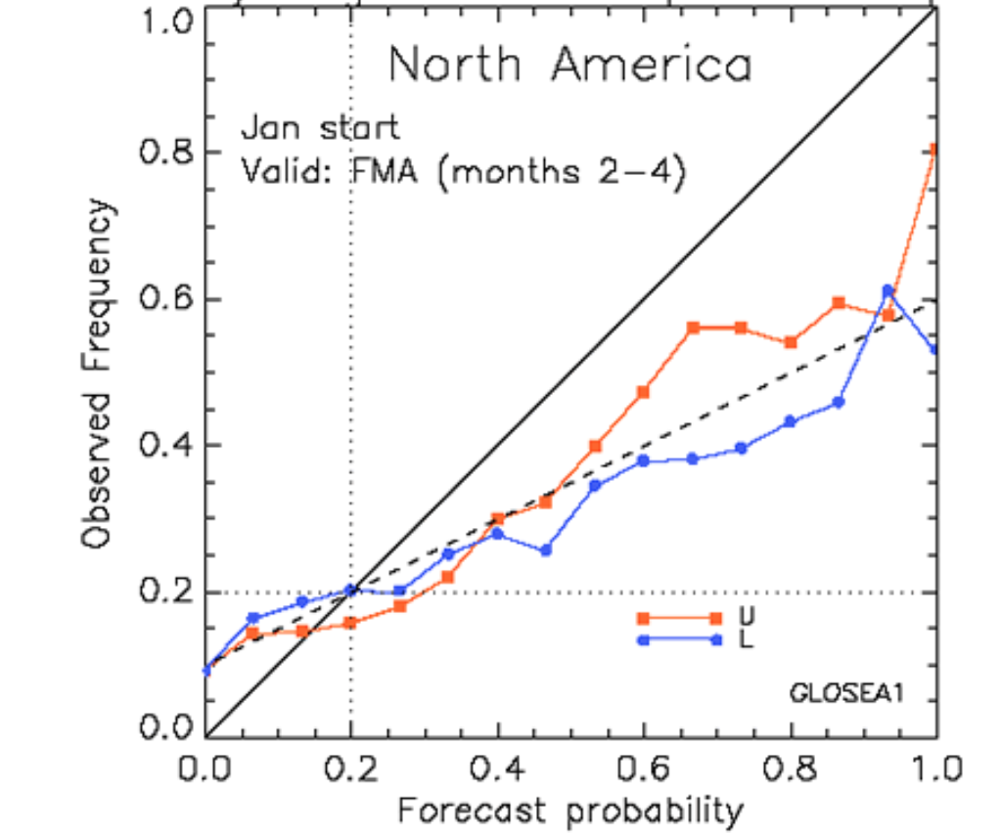 North America
Jan start
Valid: FMA (months 2-4)
1.0
0.8
0.6
0.4
0.2
0.0
Observed Frequency
U
L
GLOSEA1
0.0 0.2 0.4 0.6 0.8 1.0
Forecast probability